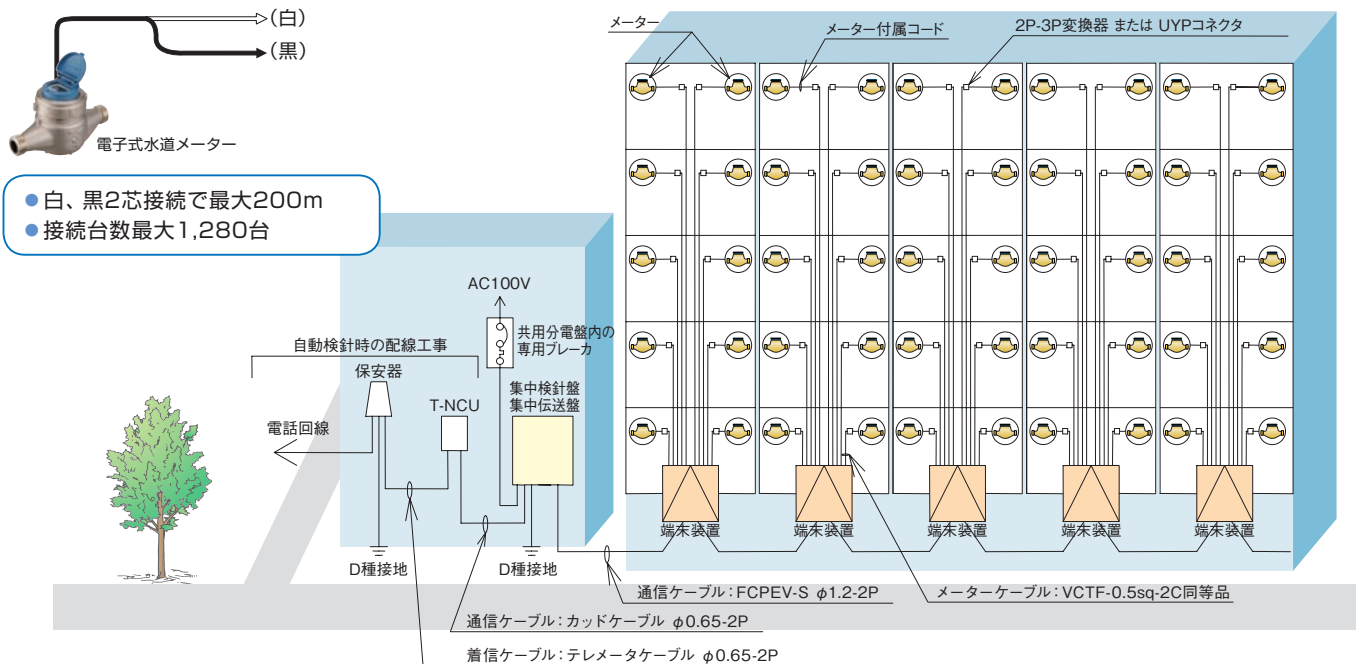 (白)
(黒)
電子式水道メーター
●白、黒2芯接続で最大200m
●接続台数最大1,280台
メーター
メーター付属コード
2P-3P変換器 または UYPコネクタ
AC100V
共用分電盤内の
専用ブレーカ
自動検針時の配線工事
保安器
T-NCU
集中検針盤
集中伝送盤
電話回線
D種接地
D種接地
端末装置
端末装置
端末装置
端末装置
端末装置
通信ケーブル：FCPEV-S φ1.2-2P
メーターケーブル：VCTF-0.5sq-2C同等品
通信ケーブル：カッドケーブル φ0.65-2P
着信ケーブル：テレメータケーブル φ0.65-2P